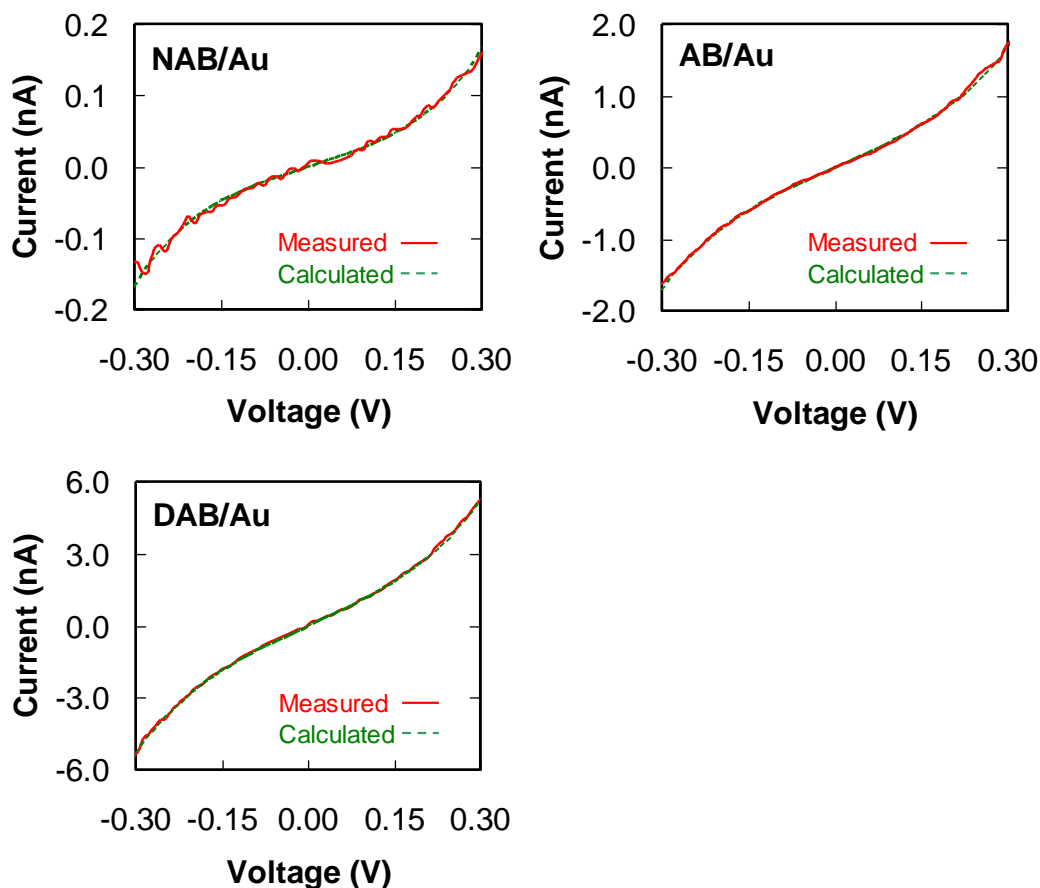 NAB/Au
Current (nA)
0.2
0.1
0.0
-0.1
-0.2
Measured
Calculated
-0.30 -0.15 0.00 0.15 0.30
Voltage (V)
AB/Au
Current (nA)
2.0
1.0
0.0
-1.0
-2.0
Measured
Calculated
-0.30 -0.15 0.00 0.15 0.30
Voltage (V)
DAB/Au
Current (nA)
6.0
3.0
0.0
-3.0
-6.0
Measured
Calculated
-0.30 -0.15 0.00 0.15 0.30
Voltage (V)